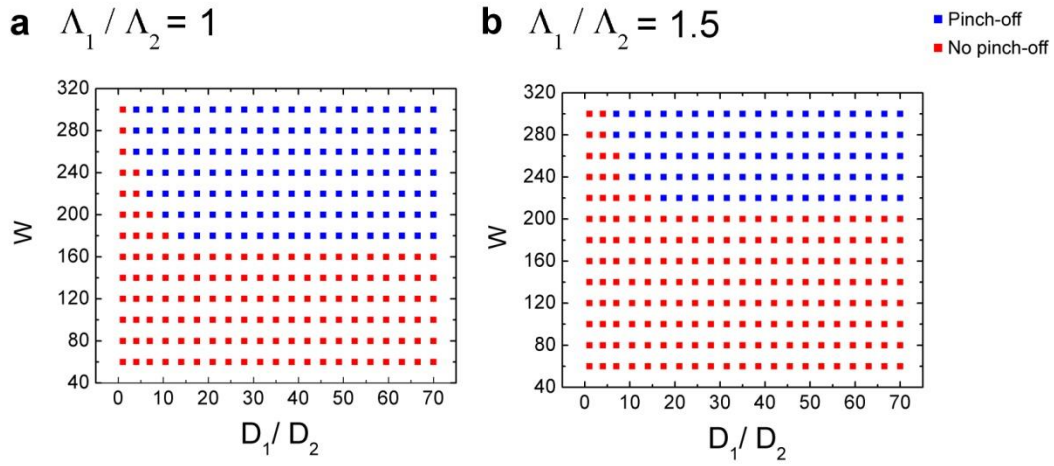 a Λ₁ / Λ₂ = 1
b Λ₁ / Λ₂ = 1.5
Pinch-off
No pinch-off
320
280
240
200
160
120
80
40
W
0 10 20 30 40 50 60 70
D₁/ D₂
320
280
240
200
160
120
80
40
W
0 10 20 30 40 50 60 70
D₁/ D₂